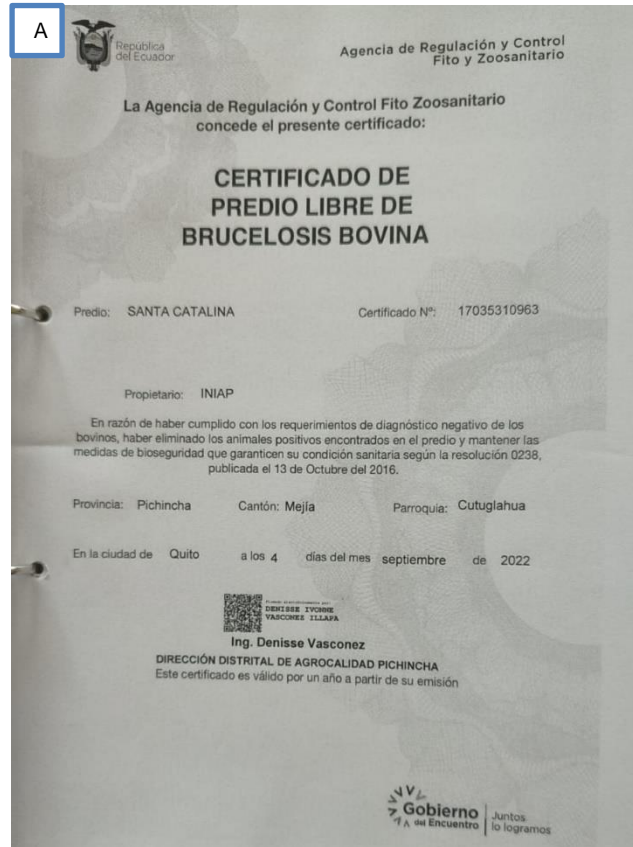 A
República
del Ecuador
Agencia de Regulación y Control
Fito y Zoosanitario
La Agencia de Regulación y Control Fito Zoosanitario
concede el presente certificado:
CERTIFICADO DE
PREDIO LIBRE DE
BRUCELOSIS BOVINA
Predio: SANTA CATALINA Certificado Nº: 17035310963
Propietario: INIAP
En razón de haber cumplido con los requerimientos de diagnóstico negativo de los
bovinos, haber eliminado los animales positivos encontrados en el predio y mantener las
medidas de bioseguridad que garanticen su condición sanitaria según la resolución 0238,
publicada el 13 de Octubre del 2016.
Provincia: Pichincha Cantón: Mejía Parroquia: Cutuglahua
En la ciudad de Quito a los 4 días del mes septiembre de 2022
DENISSE IVONNE
VASCONEZ ILLAPA
Ing. Denisse Vasconez
DIRECCIÓN DISTRITAL DE AGROCALIDAD PICHINCHA
Este certificado es válido por un año a partir de su emisión
Gobierno
del Encuentro
Juntos
lo logramos